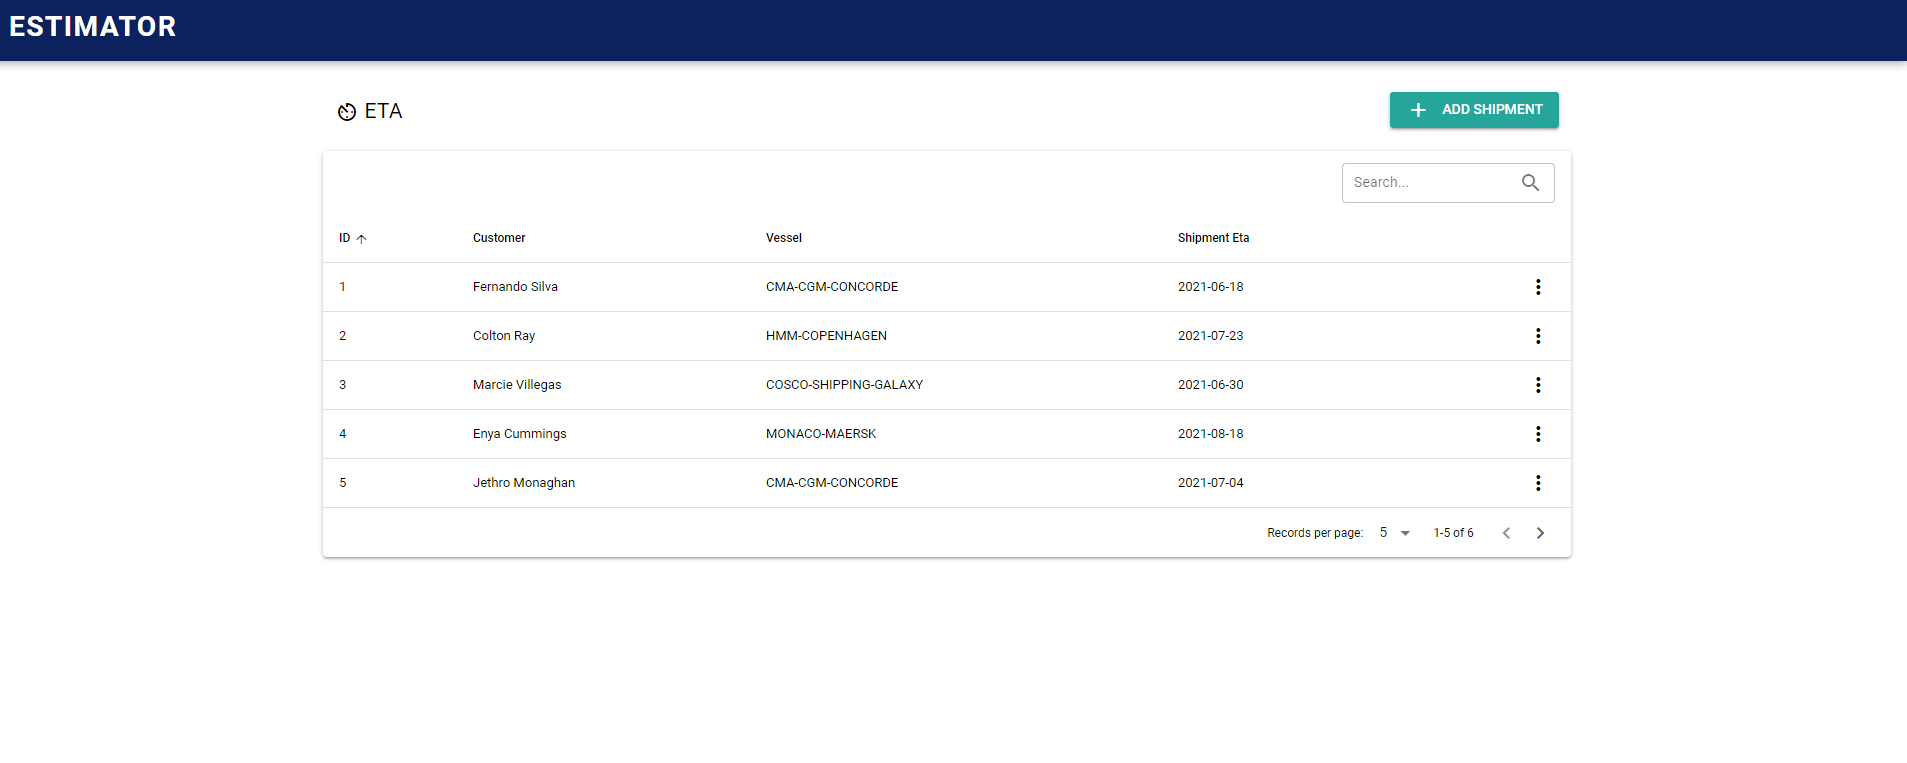 ESTIMATOR
ETA
ADD SHIPMENT
Search...
ID Customer Vessel Shipment Eta
1 Fernando Silva CMA-CGM-CONCORDE 2021-06-18
2 Colton Ray HMM-COPENHAGEN 2021-07-23
3 Marcie Villegas COSCO-SHIPPING-GALAXY 2021-06-30
4 Enya Cummings MONACO-MAERSK 2021-08-18
5 Jethro Monaghan CMA-CGM-CONCORDE 2021-07-04
Records per page: 5 1-5 of 6